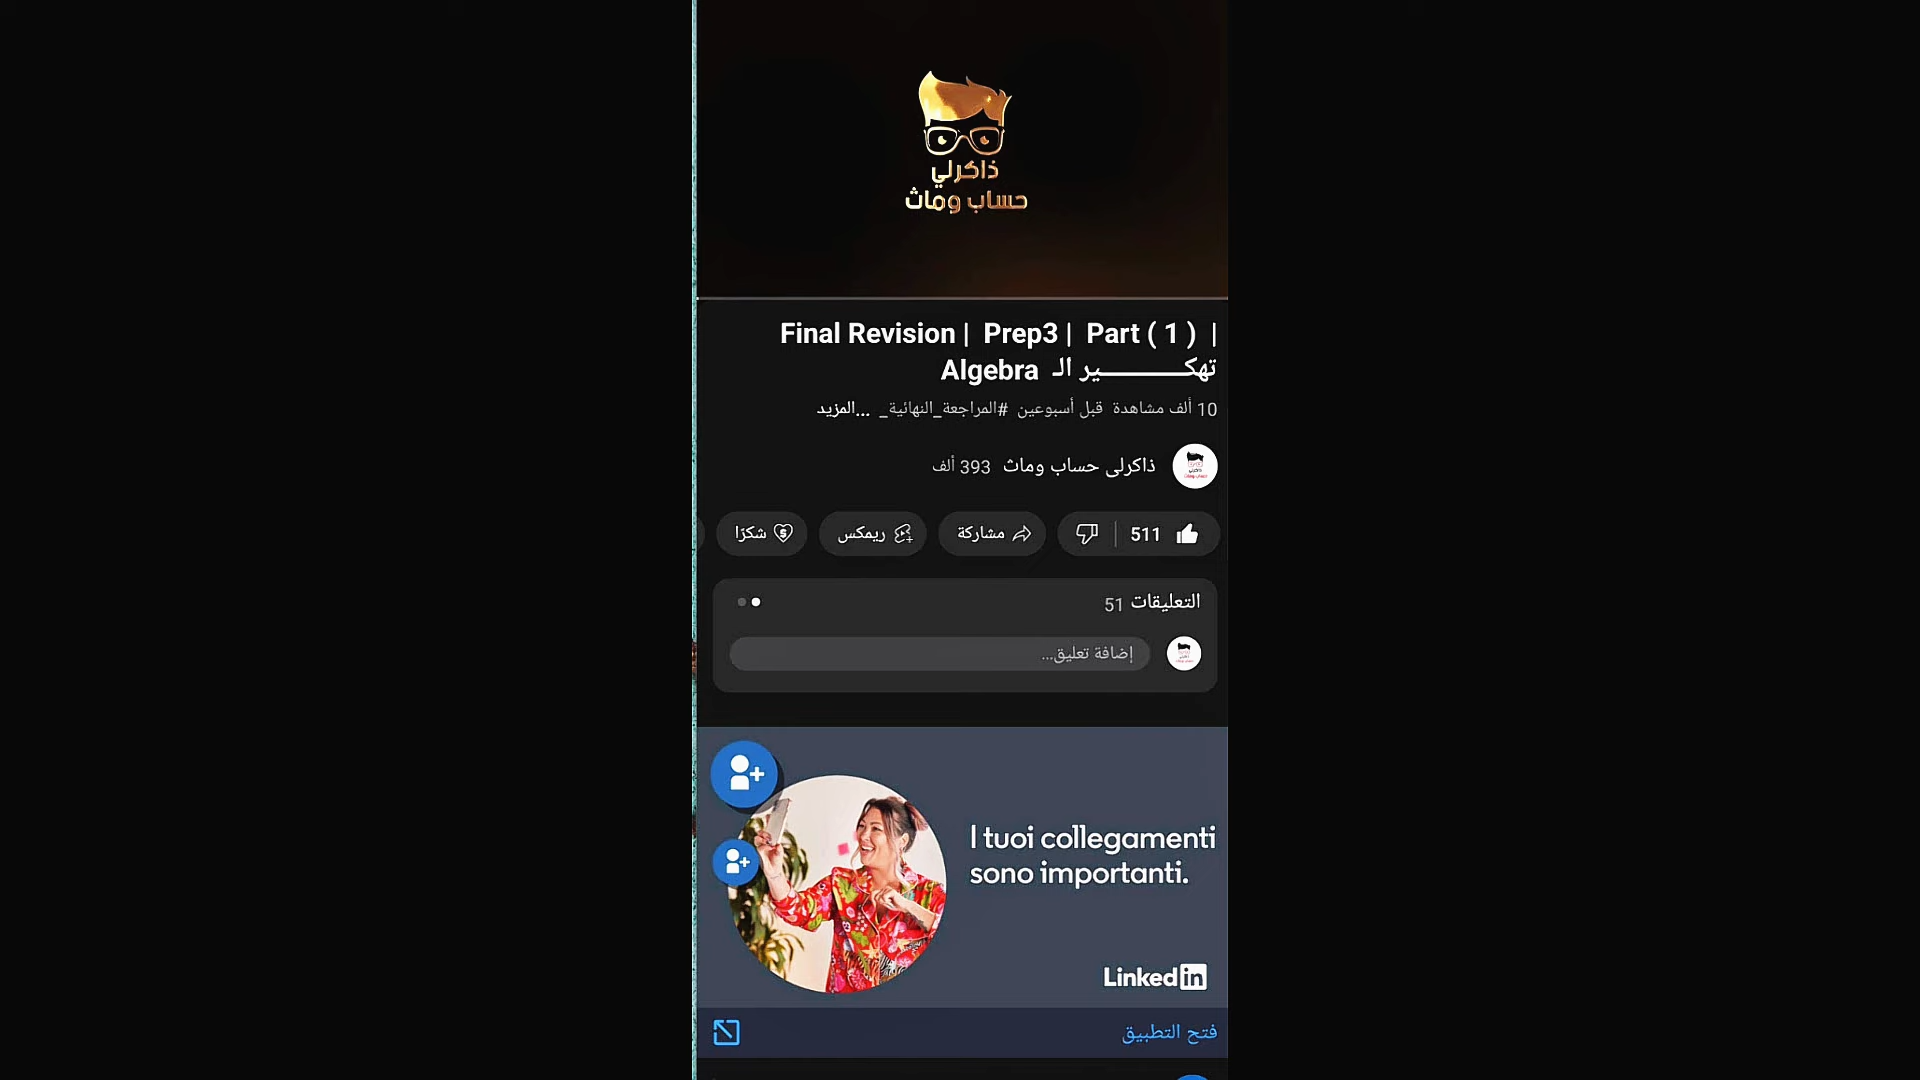 ذاكرلي
حساب وماث
Final Revision | Prep3 | Part ( 1 ) |
تهكـــــــــــــير الـ Algebra
10 ألف مشاهدة قبل أسبوعين #المراجعة_النهائية_ ...المزيد
ذاكرلى حساب وماث 393 ألف
511
مشاركة
ريمكس
شكرًا
التعليقات 51
إضافة تعليق...
I tuoi collegamenti
sono importanti.
Linkedin
فتح التطبيق